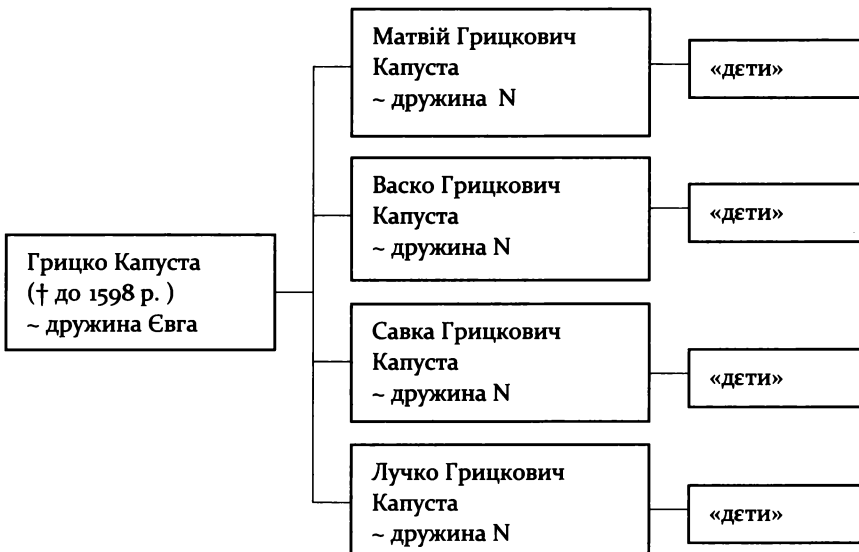 Матвій Грицкович
Капуста
~ дружина N
«дєти»
Васко Грицкович
Капуста
~ дружина N
«дєти»
Грицко Капуста
(† до 1598 р. )
~ дружина Євга
Савка Грицкович
Капуста
~ дружина N
«дєти»
Лучко Грицкович
Капуста
~ дружина N
«дєти»